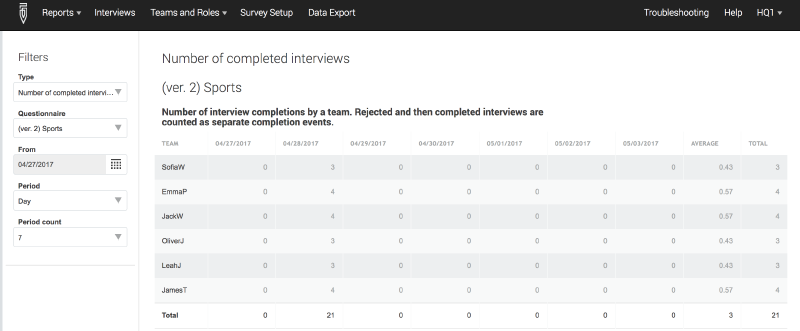 Reports Interviews Teams and Roles Survey Setup Data Export Troubleshooting Help HQ1
Filters
Type
Number of completed intervi...
Questionnaire
(ver. 2) Sports
From
04/27/2017
Period
Day
Period count
7
Number of completed interviews
(ver. 2) Sports
Number of interview completions by a team. Rejected and then completed interviews are
counted as separate completion events.
TEAM 04/27/2017 04/28/2017 04/29/2017 04/30/2017 05/01/2017 05/02/2017 05/03/2017 AVERAGE TOTAL
SofiaW 0 3 0 0 0 0 0 0.43 3
EmmaP 0 4 0 0 0 0 0 0.57 4
JackW 0 4 0 0 0 0 0 0.57 4
OliverJ 0 3 0 0 0 0 0 0.43 3
LeahJ 0 3 0 0 0 0 0 0.43 3
JamesT 0 4 0 0 0 0 0 0.57 4
Total 0 21 0 0 0 0 0 3 21